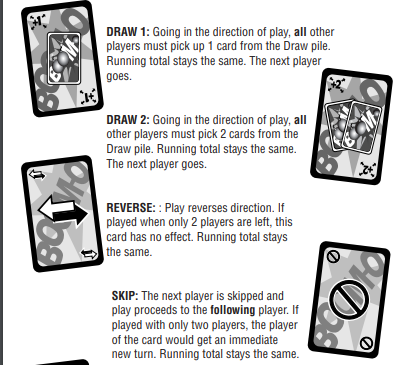 +1
DRAW 1: Going in the direction of play, all other
players must pick up 1 card from the Draw pile.
Running total stays the same. The next player
goes.
+1
+2
DRAW 2: Going in the direction of play, all
other players must pick 2 cards from the
Draw pile. Running total stays the same.
The next player goes.
+2
REVERSE: : Play reverses direction. If
played when only 2 players are left, this
card has no effect. Running total stays
the same.
SKIP: The next player is skipped and
play proceeds to the following player. If
played with only two players, the player
of the card would get an immediate
new turn. Running total stays the same.